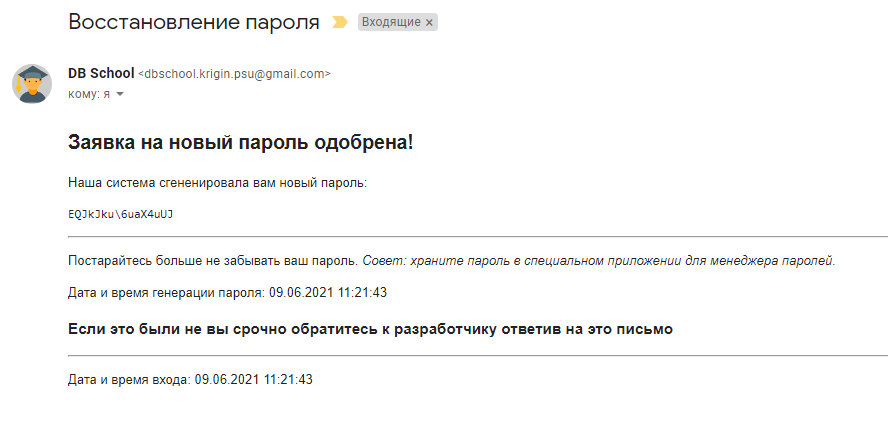 Восстановление пароля Входящие ×
DB School <dbschool.krigin.psu@gmail.com>
кому: я
Заявка на новый пароль одобрена!
Наша система сгененировала вам новый пароль:
EQJkJku\6uaX4uUJ
Постарайтесь больше не забывать ваш пароль. Совет: храните пароль в специальном приложении для менеджера паролей.
Дата и время генерации пароля: 09.06.2021 11:21:43
Если это были не вы срочно обратитесь к разработчику ответив на это письмо
Дата и время входа: 09.06.2021 11:21:43